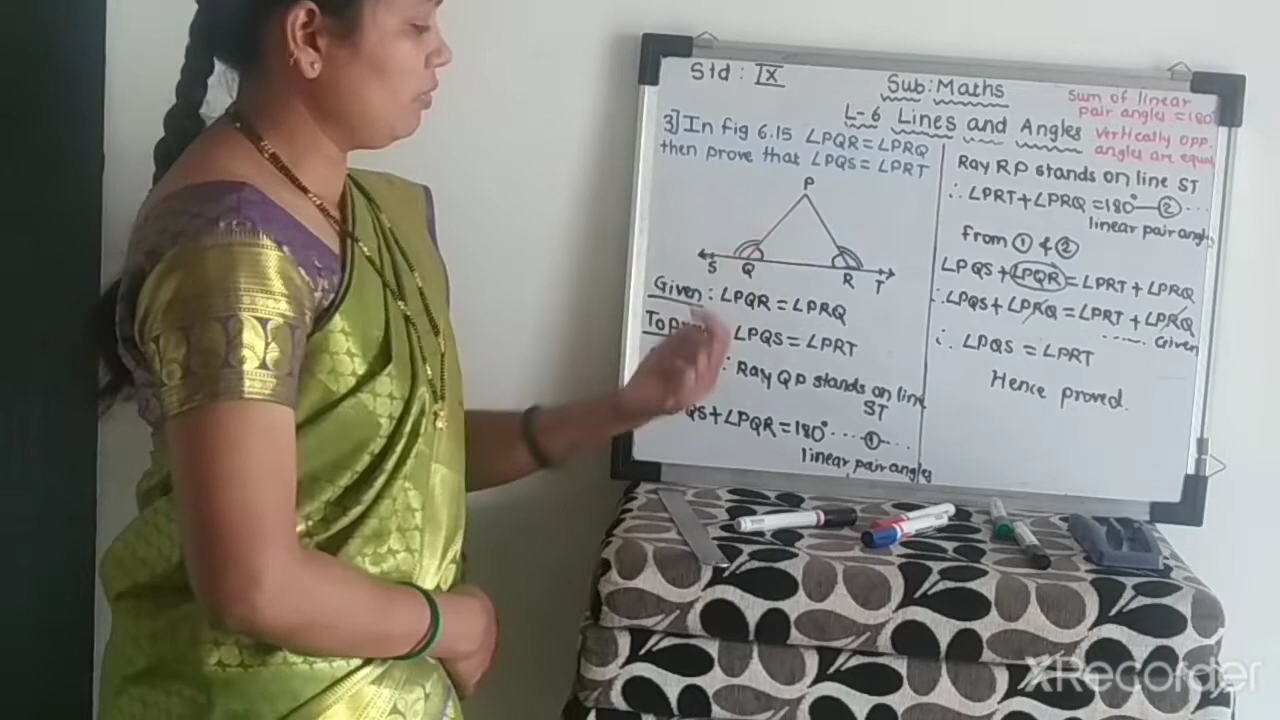 Std : IX
Sub: Maths
Sum of linear
pair angles = 180°
L-6 Lines and Angles
Vertically opp.
angles are equal
3] In fig 6.15 ∠PQR = ∠PRQ
then prove that ∠PQS = ∠PRT
P
S Q R T
Given : ∠PQR = ∠PRQ
∠PQS = ∠PRT
: Ray QP stands on line
ST
QS + ∠PQR = 180° .... ① ...
linear pair angles
Ray RP stands on line ST
∴ ∠PRT + ∠PRQ = 180° — ② ...
linear pair angles
From ① & ②
∠PQS + ∠PQR = ∠PRT + ∠PRQ
∴ ∠PQS + ∠PRQ = ∠PRT + ∠PRQ
..... Given
∴ ∠PQS = ∠PRT
Hence proved.
XRecorder